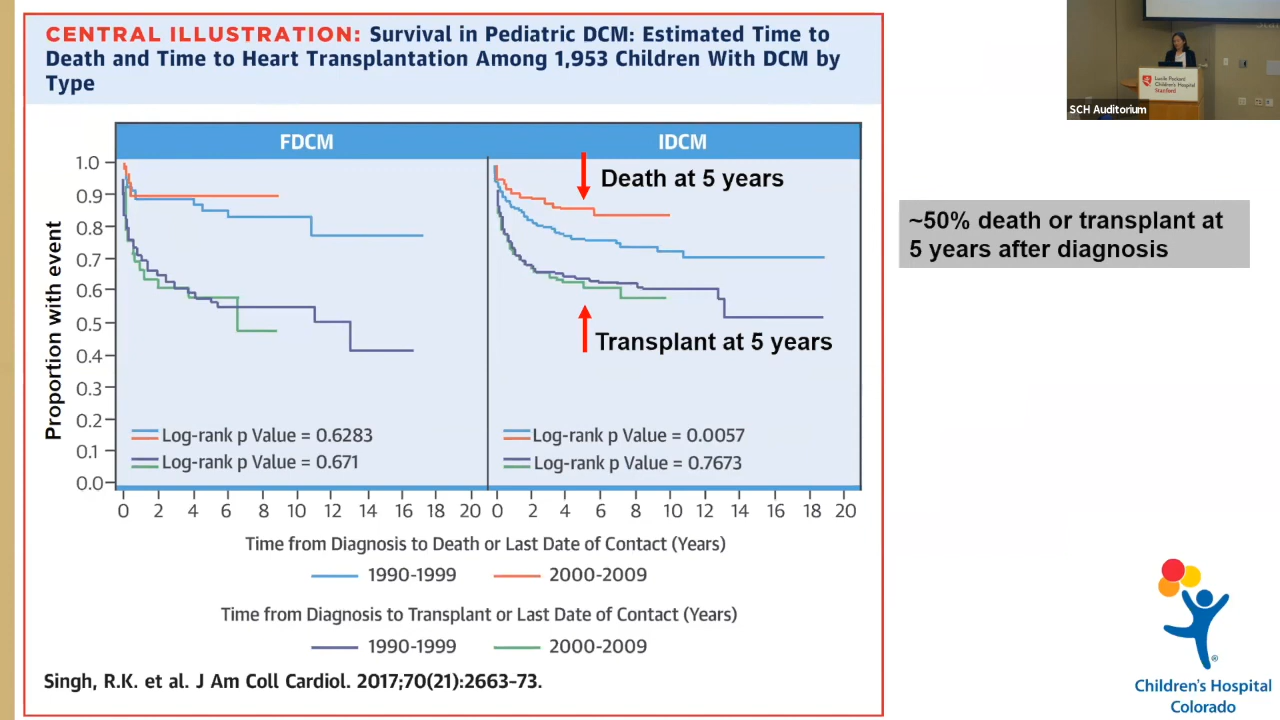 CENTRAL ILLUSTRATION: Survival in Pediatric DCM: Estimated Time to
Death and Time to Heart Transplantation Among 1,953 Children With DCM by
Type
FDCM
IDCM
Proportion with event
1.0
0.9
0.8
0.7
0.6
0.5
0.4
0.3
0.2
0.1
0.0
Death at 5 years
Transplant at 5 years
Log-rank p Value = 0.6283
Log-rank p Value = 0.671
Log-rank p Value = 0.0057
Log-rank p Value = 0.7673
0 2 4 6 8 10 12 14 16 18 20
0 2 4 6 8 10 12 14 16 18 20
Time from Diagnosis to Death or Last Date of Contact (Years)
1990-1999 2000-2009
Time from Diagnosis to Transplant or Last Date of Contact (Years)
1990-1999 2000-2009
Singh, R.K. et al. J Am Coll Cardiol. 2017;70(21):2663-73.
~50% death or transplant at
5 years after diagnosis
Lucile Packard
Children's Hospital
Stanford
SCH Auditorium
®
Children's Hospital
Colorado